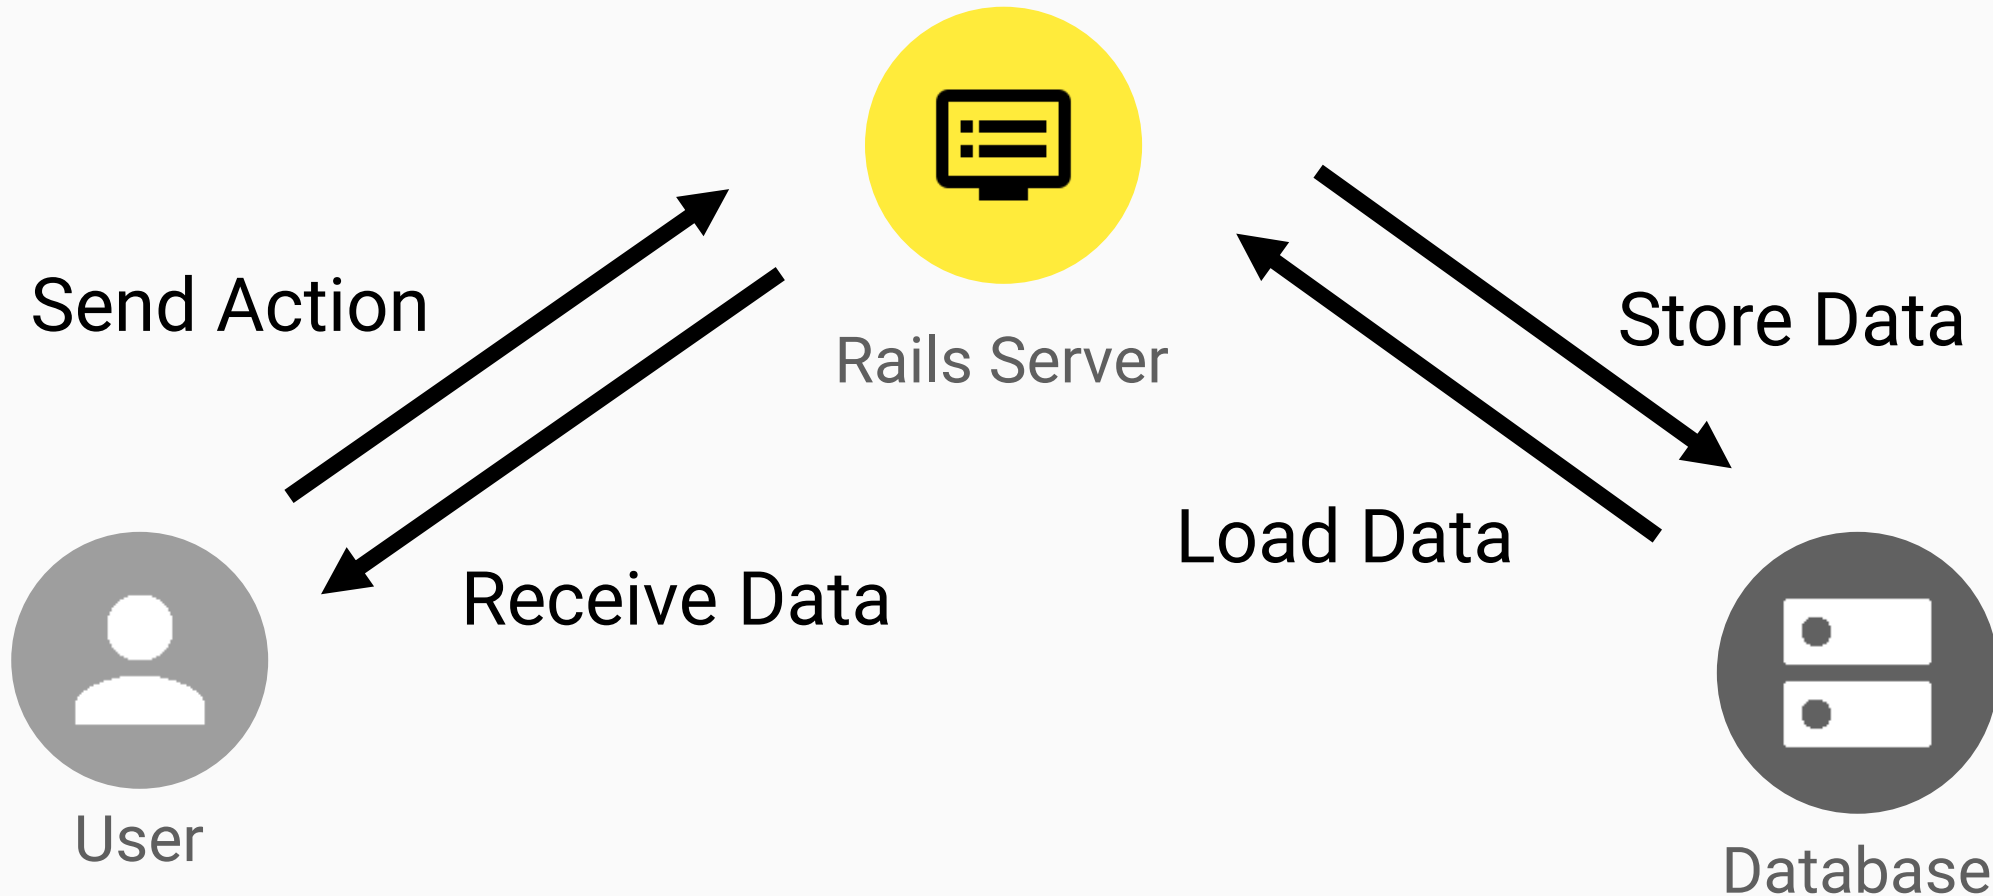 Send Action
Rails Server
Store Data
Receive Data
Load Data
User
Database